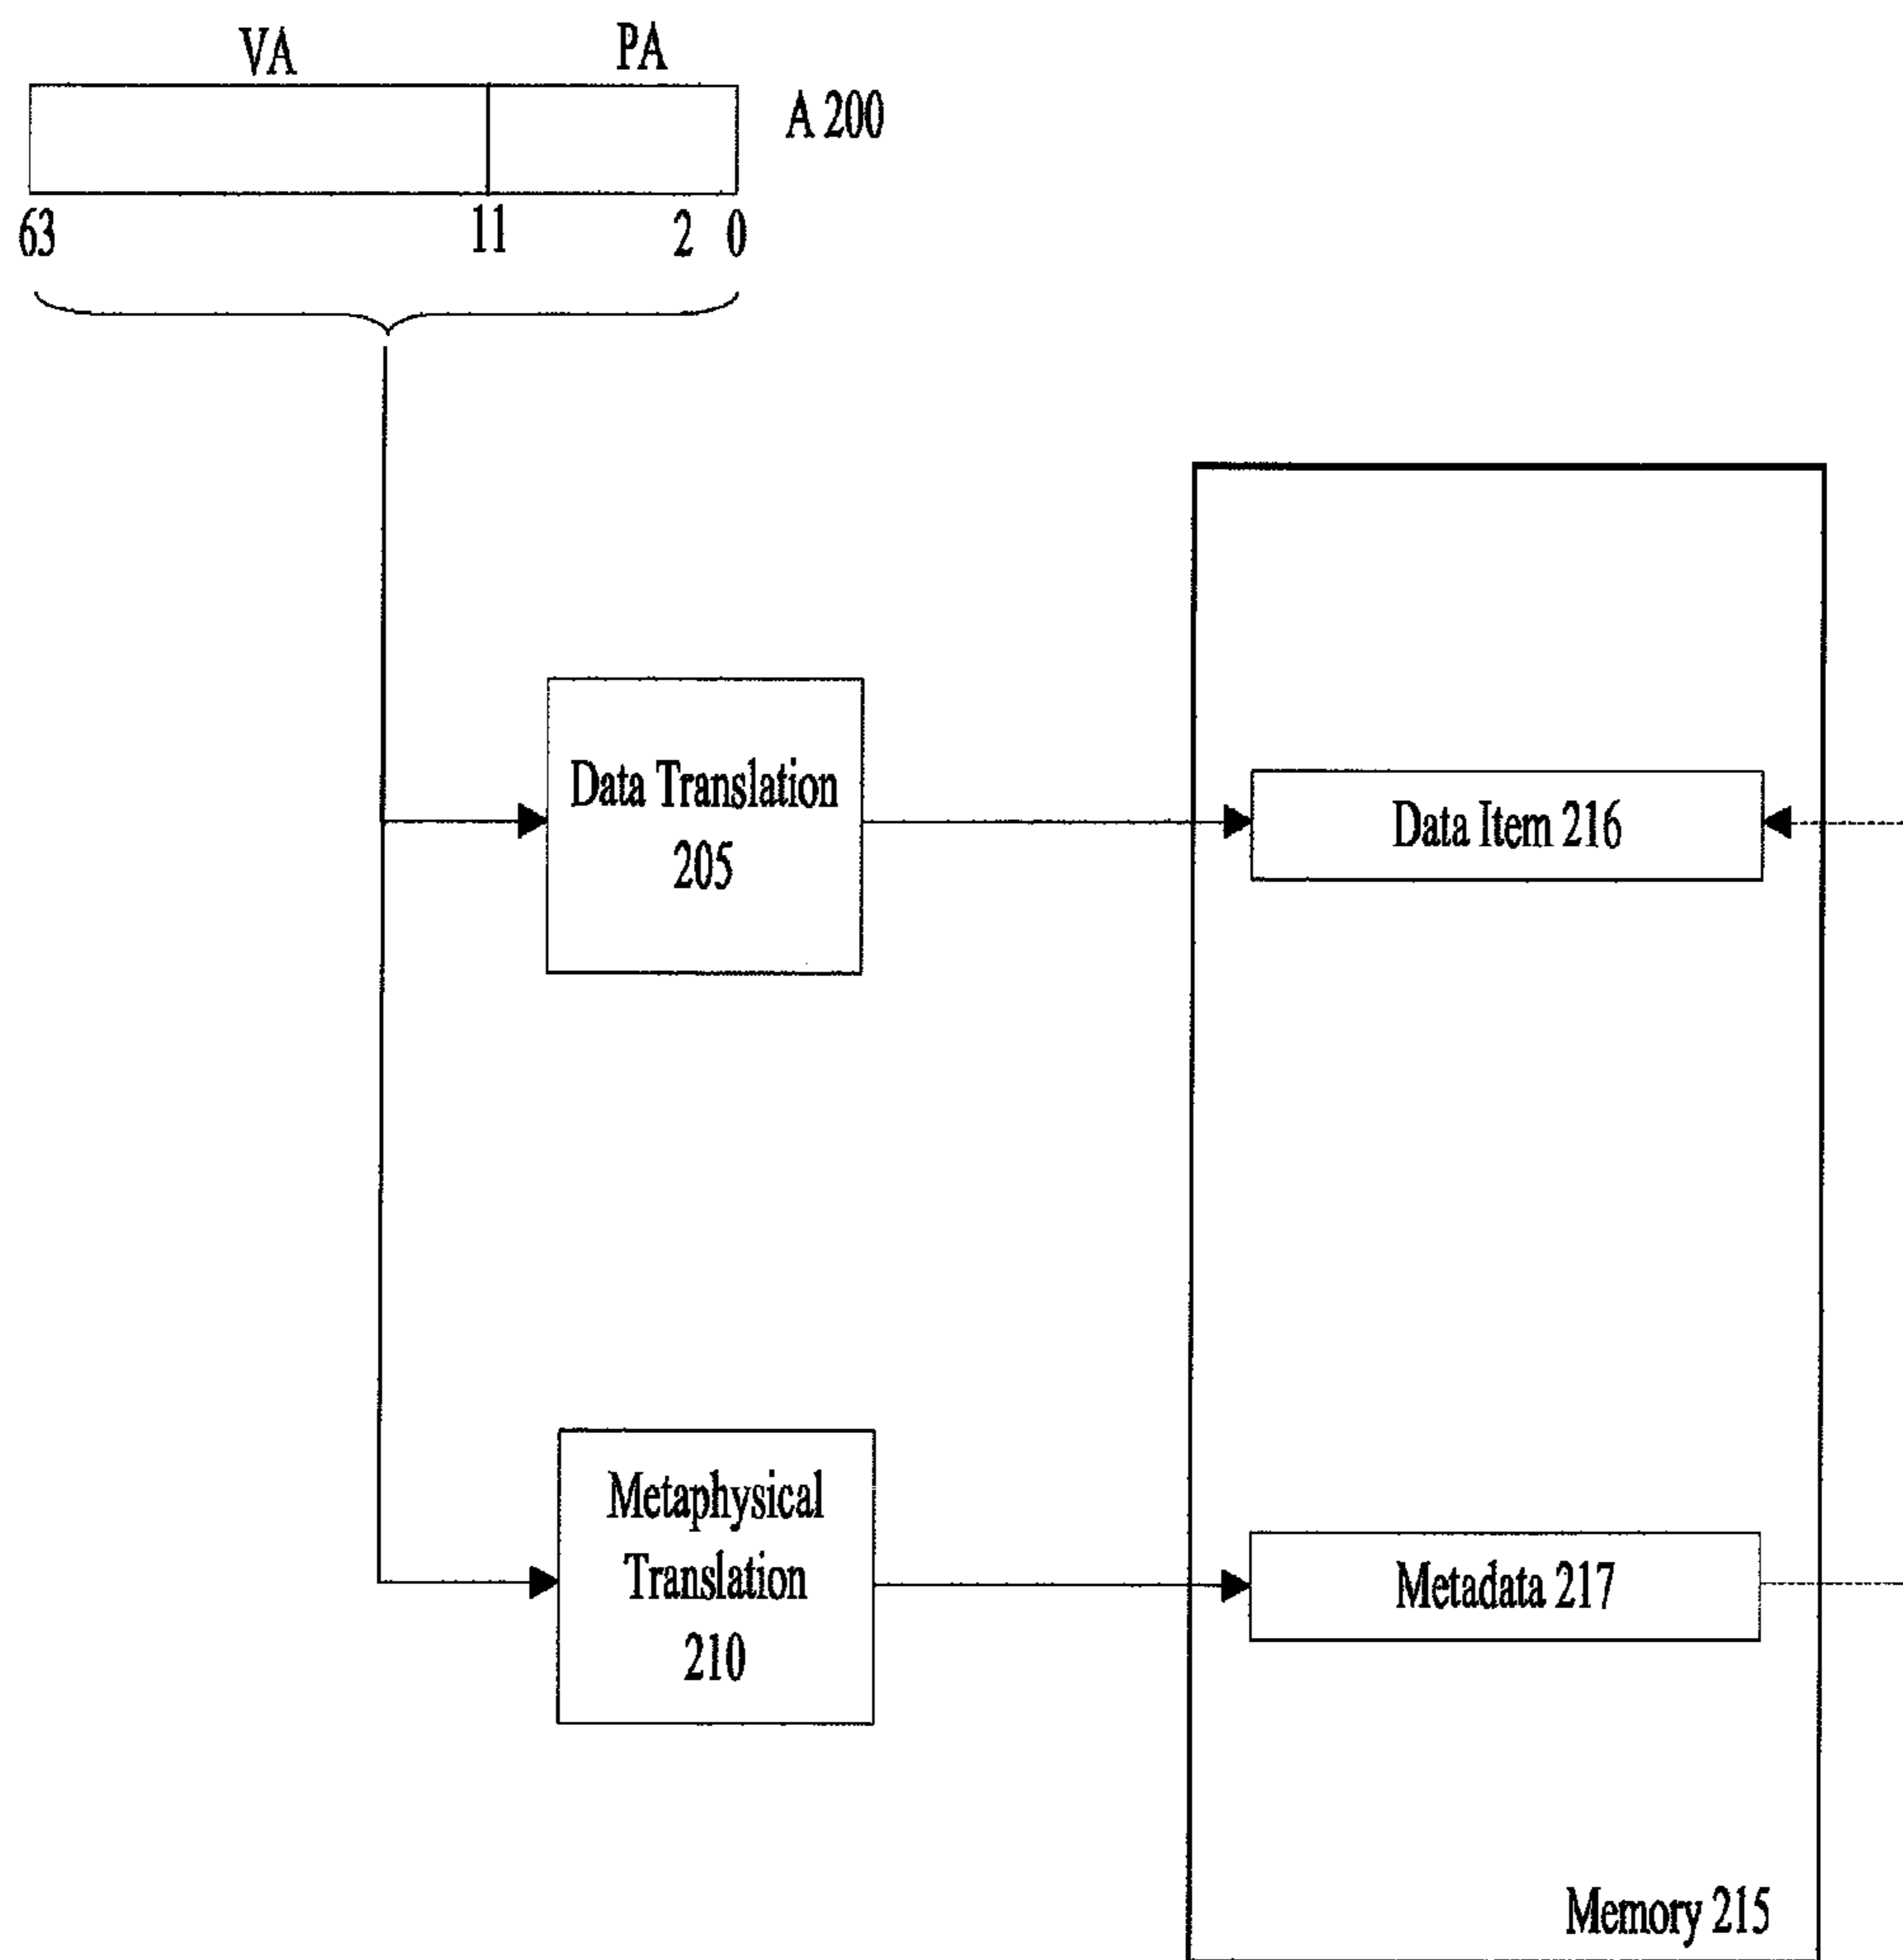 VA PA
A 200
63 11 2 0
Data Translation
205
Data Item 216
Metaphysical
Translation
210
Metadata 217
Memory 215